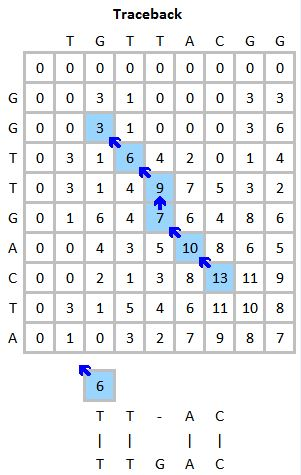 Traceback
T G T T A C G G
0 0 0 0 0 0 0 0 0
G 0 0 3 1 0 0 0 3 3
G 0 0 3 1 0 0 0 3 6
T 0 3 1 6 4 2 0 1 4
T 0 3 1 4 9 7 5 3 2
G 0 1 6 4 7 6 4 8 6
A 0 0 4 3 5 10 8 6 5
C 0 0 2 1 3 8 13 11 9
T 0 3 1 5 4 6 11 10 8
A 0 1 0 3 2 7 9 8 7
6
T T - A C
| | | |
T T G A C